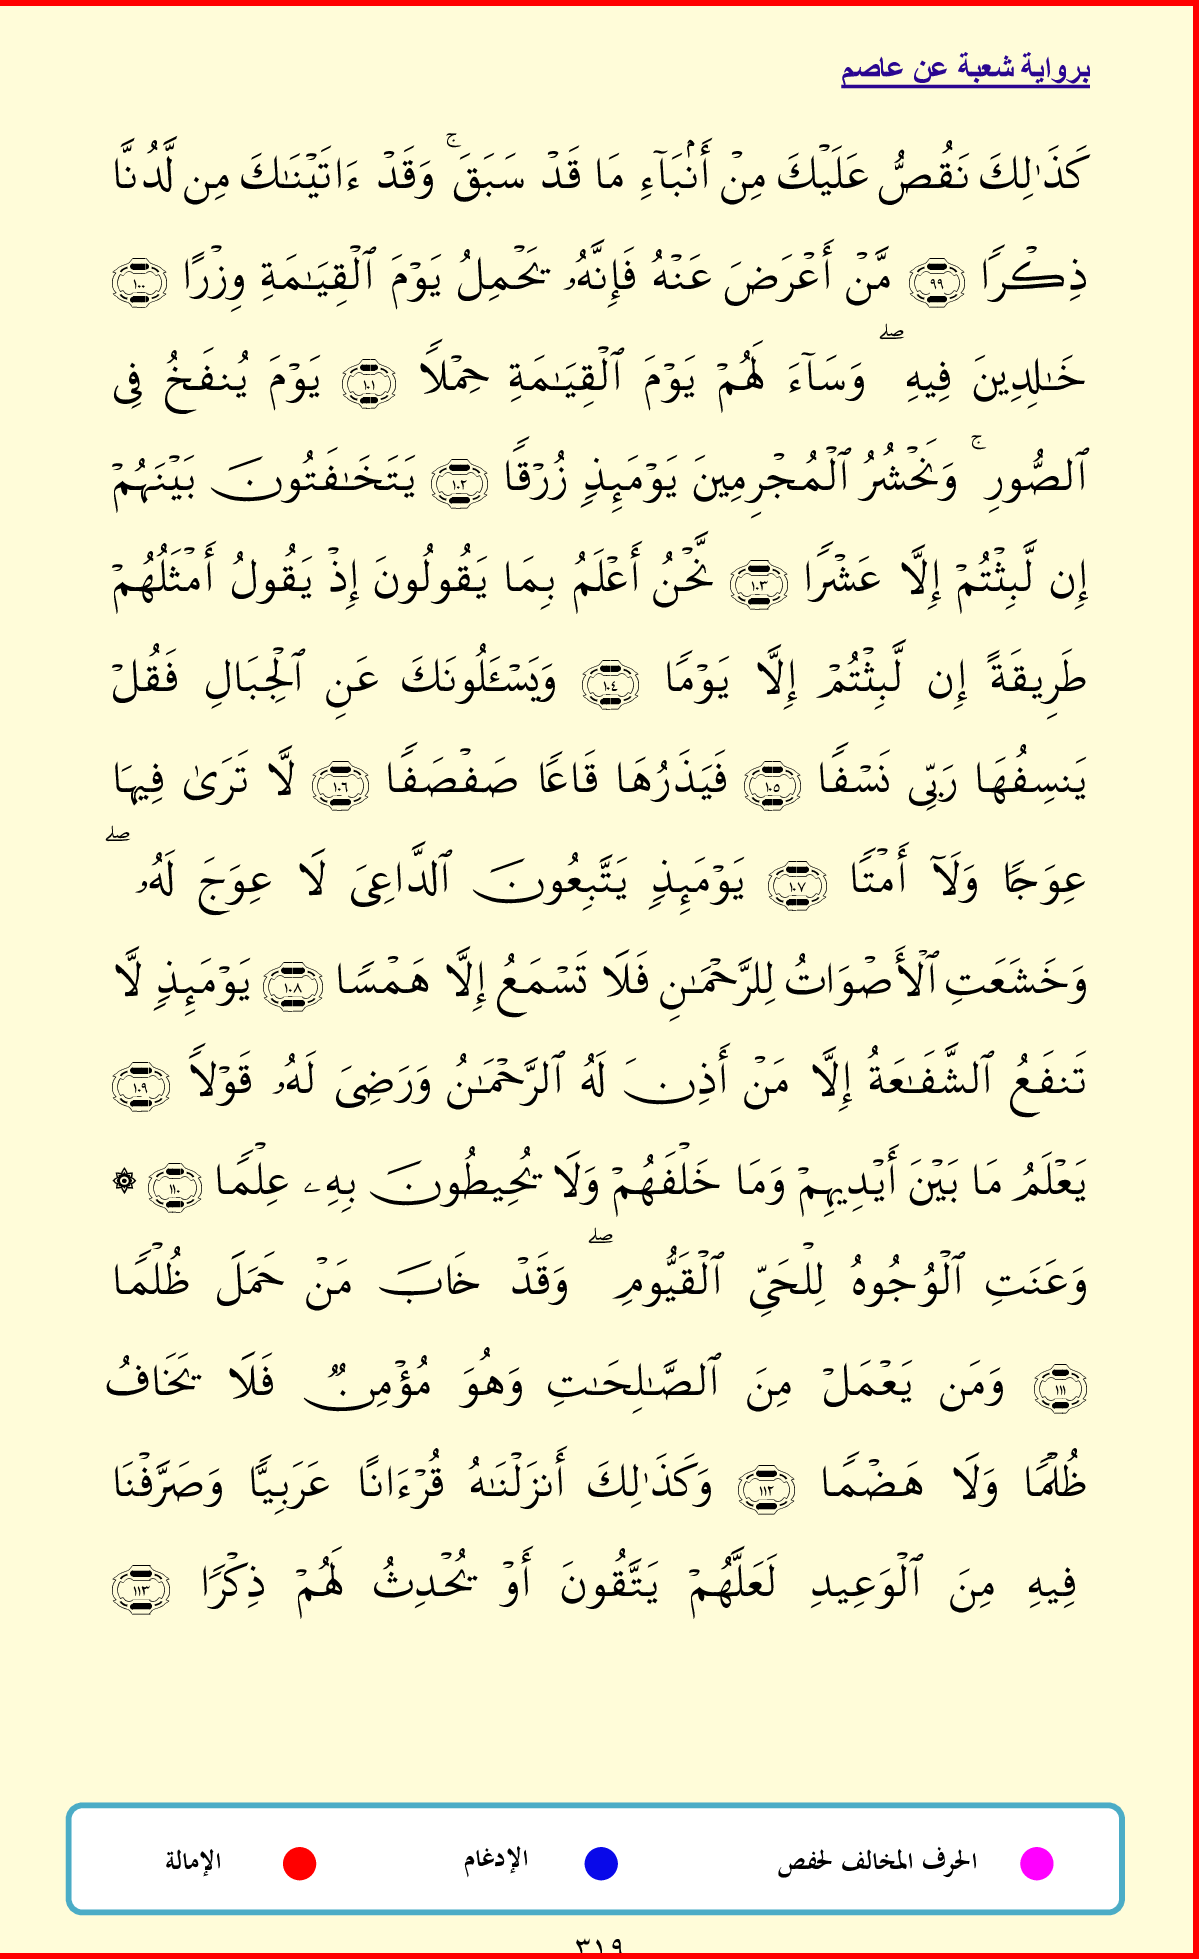 برواية شعبة عن عاصم
كَذَٰلِكَ نَقُصُّ عَلَيْكَ مِنْ أَنۢبَآءِ مَا قَدْ سَبَقَ ۚ وَقَدْ ءَاتَيْنَٰكَ مِن لَّدُنَّا
ذِكْرًا ٩٩ مَّنْ أَعْرَضَ عَنْهُ فَإِنَّهُۥ يَحْمِلُ يَوْمَ ٱلْقِيَٰمَةِ وِزْرًا ١٠٠
خَٰلِدِينَ فِيهِ ۖ وَسَآءَ لَهُمْ يَوْمَ ٱلْقِيَٰمَةِ حِمْلًا ١٠١ يَوْمَ يُنفَخُ فِى
ٱلصُّورِ ۚ وَنَحْشُرُ ٱلْمُجْرِمِينَ يَوْمَئِذٍ زُرْقًا ١٠٢ يَتَخَٰفَتُونَ بَيْنَهُمْ
إِن لَّبِثْتُمْ إِلَّا عَشْرًا ١٠٣ نَّحْنُ أَعْلَمُ بِمَا يَقُولُونَ إِذْ يَقُولُ أَمْثَلُهُمْ
طَرِيقَةً إِن لَّبِثْتُمْ إِلَّا يَوْمًا ١٠٤ وَيَسْـَٔلُونَكَ عَنِ ٱلْجِبَالِ فَقُلْ
يَنسِفُهَا رَبِّى نَسْفًا ١٠٥ فَيَذَرُهَا قَاعًا صَفْصَفًا ١٠٦ لَّا تَرَىٰ فِيهَا
عِوَجًا وَلَآ أَمْتًا ١٠٧ يَوْمَئِذٍ يَتَّبِعُونَ ٱلدَّاعِىَ لَا عِوَجَ لَهُۥ ۖ
وَخَشَعَتِ ٱلْأَصْوَاتُ لِلرَّحْمَٰنِ فَلَا تَسْمَعُ إِلَّا هَمْسًا ١٠٨ يَوْمَئِذٍ لَّا
تَنفَعُ ٱلشَّفَٰعَةُ إِلَّا مَنْ أَذِنَ لَهُ ٱلرَّحْمَٰنُ وَرَضِىَ لَهُۥ قَوْلًا ١٠٩
يَعْلَمُ مَا بَيْنَ أَيْدِيهِمْ وَمَا خَلْفَهُمْ وَلَا يُحِيطُونَ بِهِۦ عِلْمًا ١١٠ ۞
وَعَنَتِ ٱلْوُجُوهُ لِلْحَىِّ ٱلْقَيُّومِ ۖ وَقَدْ خَابَ مَنْ حَمَلَ ظُلْمًا
١١١ وَمَن يَعْمَلْ مِنَ ٱلصَّٰلِحَٰتِ وَهُوَ مُؤْمِنٌ فَلَا يَخَافُ
ظُلْمًا وَلَا هَضْمًا ١١٢ وَكَذَٰلِكَ أَنزَلْنَٰهُ قُرْءَانًا عَرَبِيًّا وَصَرَّفْنَا
فِيهِ مِنَ ٱلْوَعِيدِ لَعَلَّهُمْ يَتَّقُونَ أَوْ يُحْدِثُ لَهُمْ ذِكْرًا ١١٣
الحرف المخالف لحفص الإدغام الإمالة
٣١٩